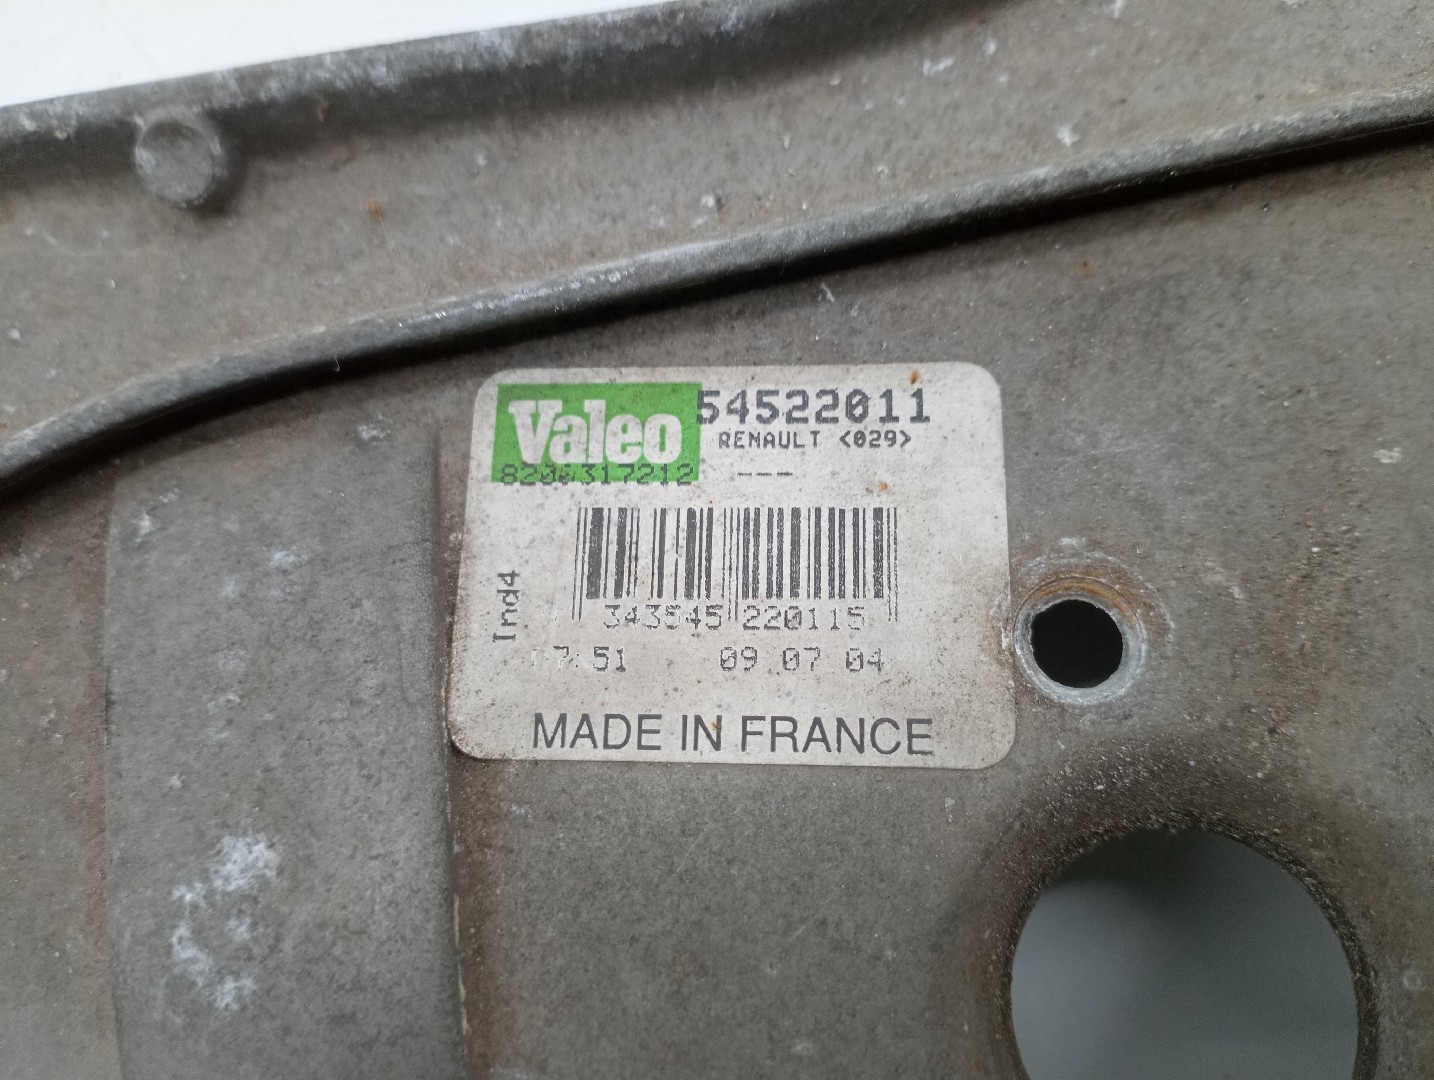 Valeo 54522011
RENAULT <029>
8200317212 ---
Ind4
343545 220115
09 07 04
MADE IN FRANCE